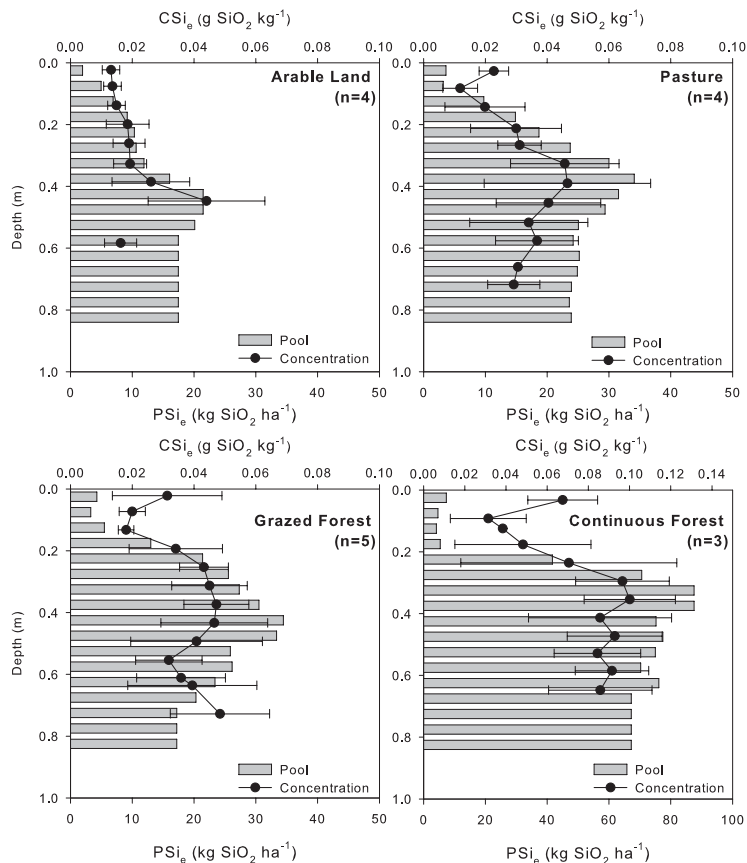 CSiₑ (g SiO₂ kg⁻¹)
0.00 0.02 0.04 0.06 0.08 0.10
0.0
0.2
0.4
0.6
0.8
1.0
Depth (m)
Arable Land
(n=4)
Pool
Concentration
0 10 20 30 40 50
PSiₑ (kg SiO₂ ha⁻¹)
CSiₑ (g SiO₂ kg⁻¹)
0.00 0.02 0.04 0.06 0.08 0.10
0.0
0.2
0.4
0.6
0.8
1.0
Pasture
(n=4)
Pool
Concentration
0 10 20 30 40 50
PSiₑ (kg SiO₂ ha⁻¹)
CSiₑ (g SiO₂ kg⁻¹)
0.00 0.02 0.04 0.06 0.08 0.10
0.0
0.2
0.4
0.6
0.8
1.0
Depth (m)
Grazed Forest
(n=5)
Pool
Concentration
0 10 20 30 40 50
PSiₑ (kg SiO₂ ha⁻¹)
CSiₑ (g SiO₂ kg⁻¹)
0.00 0.02 0.04 0.06 0.08 0.10 0.12 0.14
0.0
0.2
0.4
0.6
0.8
1.0
Continuous Forest
(n=3)
Pool
Concentration
0 20 40 60 80 100
PSiₑ (kg SiO₂ ha⁻¹)